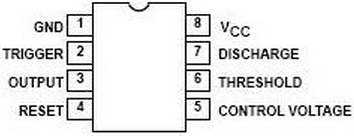 GND 1 8 VCC
TRIGGER 2 7 DISCHARGE
OUTPUT 3 6 THRESHOLD
RESET 4 5 CONTROL VOLTAGE